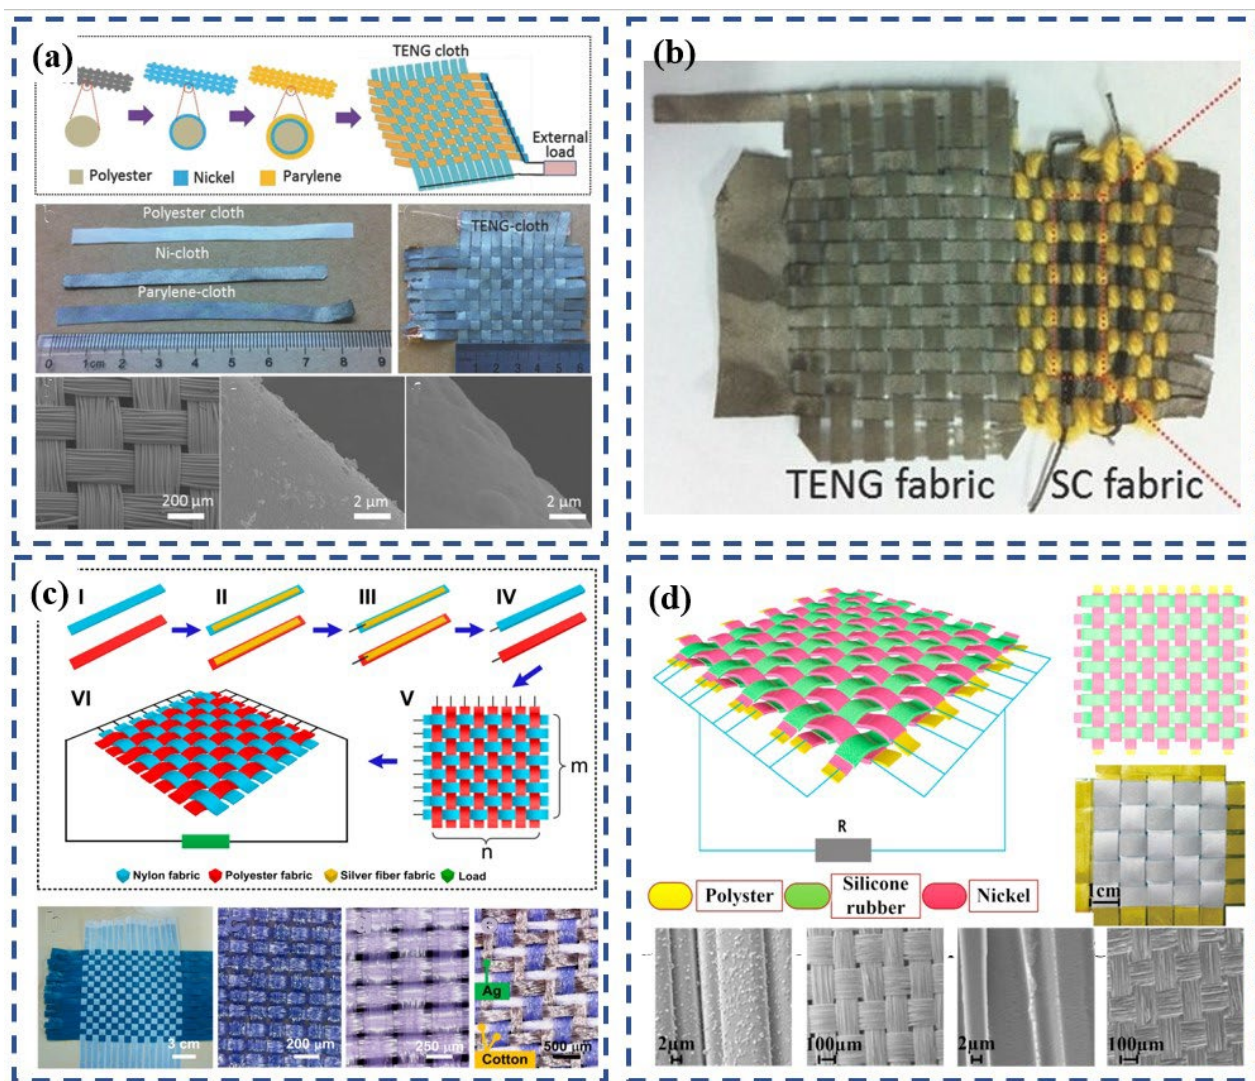 (a)
TENG cloth
External
load
Polyester
Nickel
Parylene
Polyester cloth
Ni-cloth
Parylene-cloth
0 1cm 2 3 4 5 6 7 8 9
TENG-cloth
200 µm
2 µm
2 µm
(b)
TENG fabric
SC fabric
(c)
I
II
III
IV
VI
V
m
n
Nylon fabric
Polyester fabric
Silver fiber fabric
Load
3 cm
200 µm
250 µm
Ag
Cotton
500 µm
(d)
R
1cm
Polyster
Silicone
rubber
Nickel
2µm
100µm
2µm
100µm